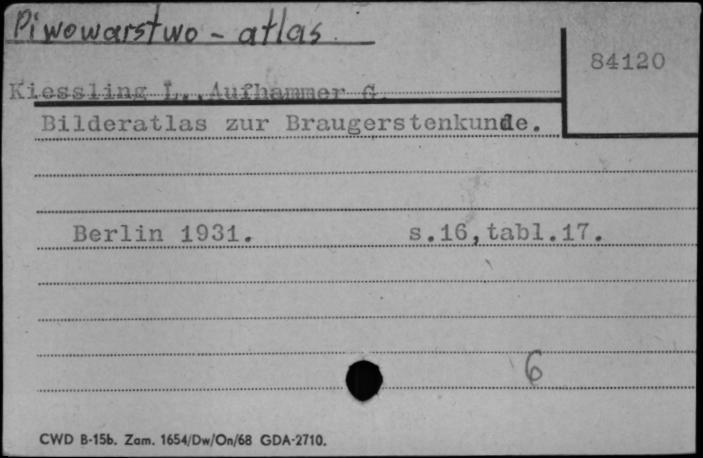 Piwowarstwo - atlas
84120
Kiessling L., Aufhammer G.
Bilderatlas zur Braugerstenkunde.
Berlin 1931. s.16,tabl.17.
6
CWD B-15b. Zam. 1654/Dw/On/68 GDA-2710.